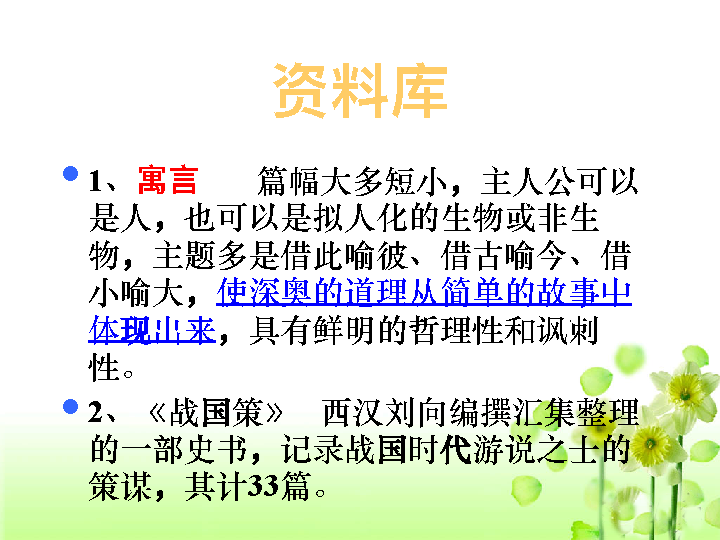 资料库
1、寓言 篇幅大多短小，主人公可以
是人，也可以是拟人化的生物或非生
物，主题多是借此喻彼、借古喻今、借
小喻大，使深奥的道理从简单的故事中
体现出来，具有鲜明的哲理性和讽刺
性。
2、《战国策》 西汉刘向编撰汇集整理
的一部史书，记录战国时代游说之士的
策谋，其计33篇。